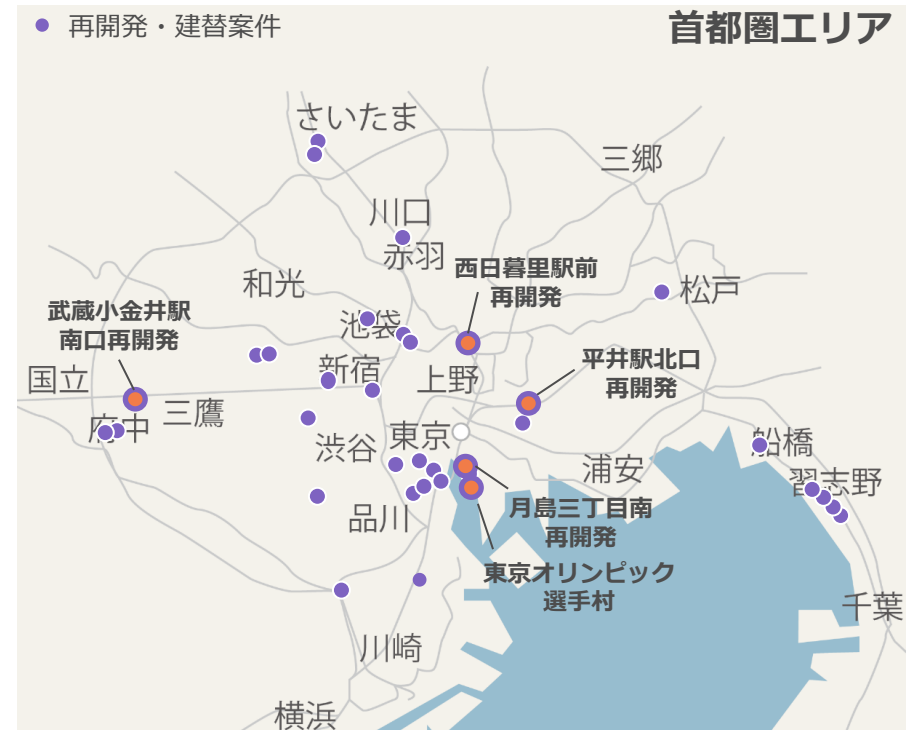 再開発・建替案件
首都圏エリア
さいたま
三郷
川口
赤羽
西日暮里駅前
再開発
和光
松戸
武蔵小金井駅
南口再開発
池袋
平井駅北口
再開発
国立
新宿
上野
三鷹
府中
渋谷
東京
船橋
浦安
習志野
品川
月島三丁目南
再開発
東京オリンピック
選手村
千葉
川崎
横浜